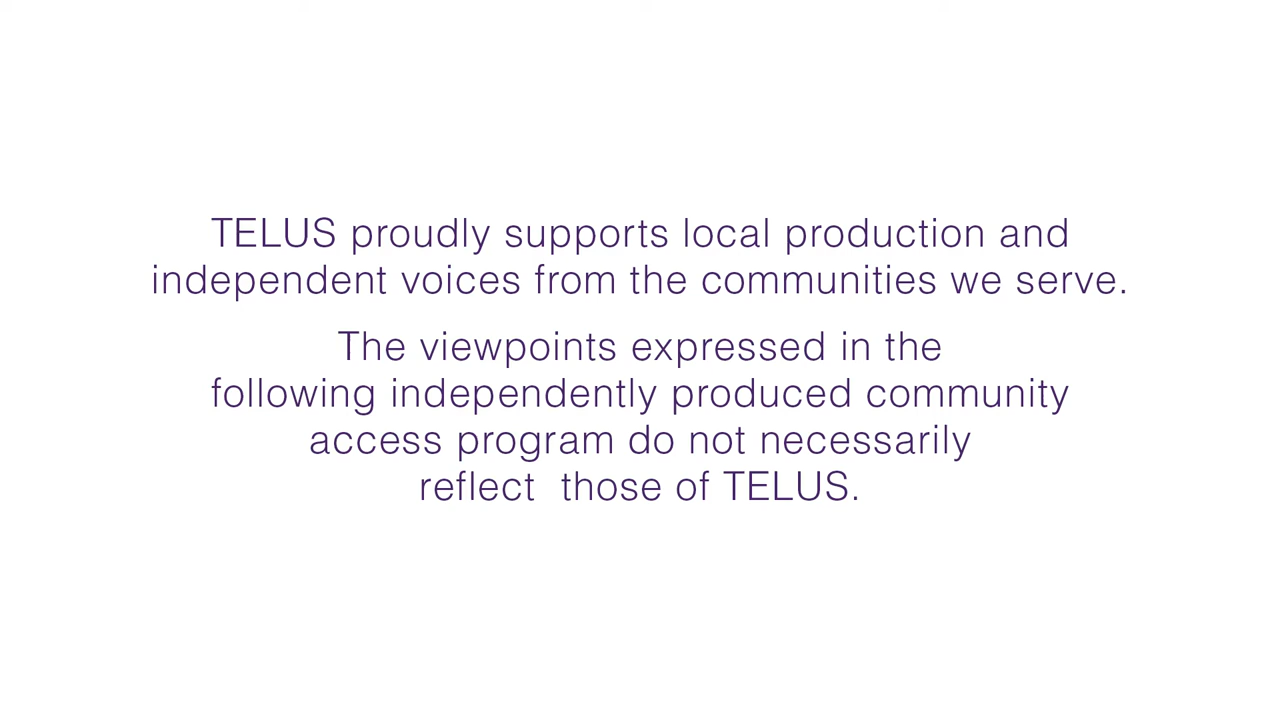 TELUS proudly supports local production and
independent voices from the communities we serve.
The viewpoints expressed in the
following independently produced community
access program do not necessarily
reflect  those of TELUS.